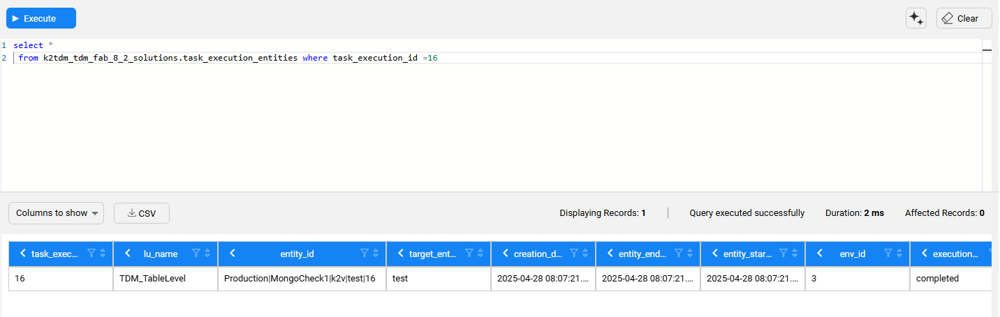 Execute
Clear
1 select *
2 from k2tdm_tdm_fab_8_2_solutions.task_execution_entities where task_execution_id =16
Columns to show CSV Displaying Records: 1 Query executed successfully Duration: 2 ms Affected Records: 0
task_exec... lu_name entity_id target_ent... creation_d... entity_end... entity_star... env_id execution...
16 TDM_TableLevel Production|MongoCheck1|k2v|test|16 test 2025-04-28 08:07:21.... 2025-04-28 08:07:21.... 2025-04-28 08:07:21.... 3 completed